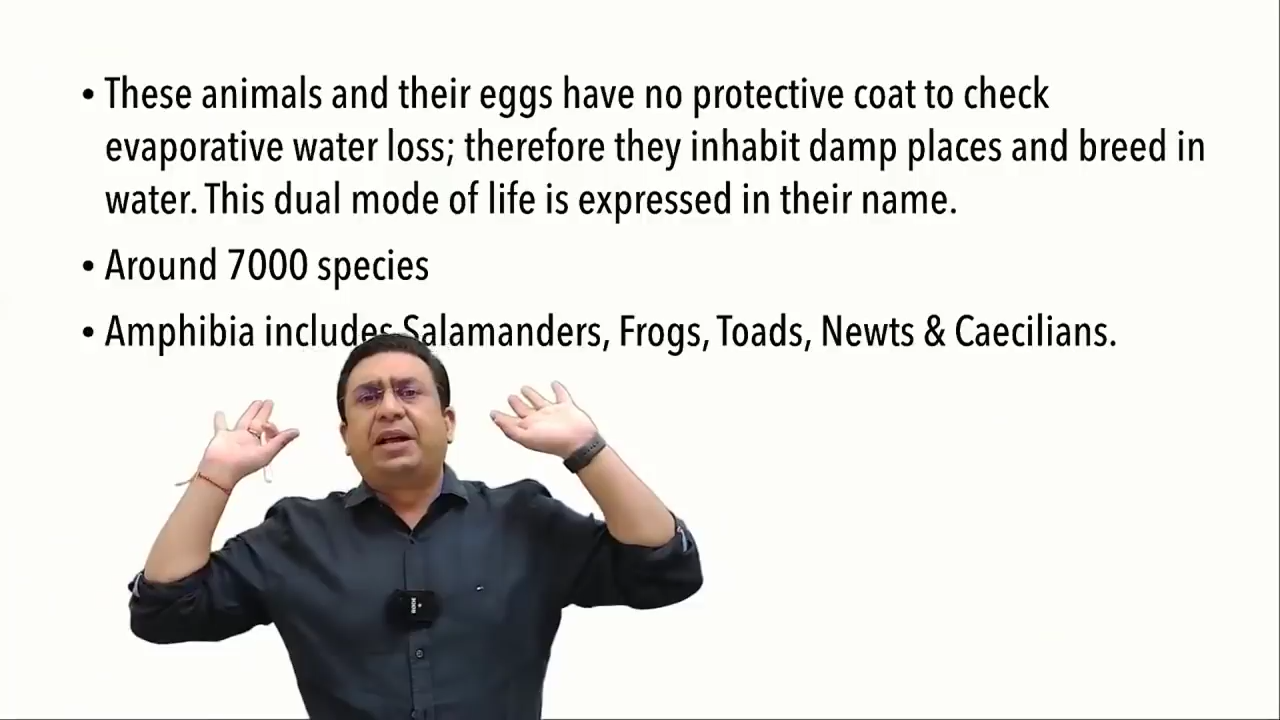 • These animals and their eggs have no protective coat to check
evaporative water loss; therefore they inhabit damp places and breed in
water. This dual mode of life is expressed in their name.
• Around 7000 species
• Amphibia includes Salamanders, Frogs, Toads, Newts & Caecilians.